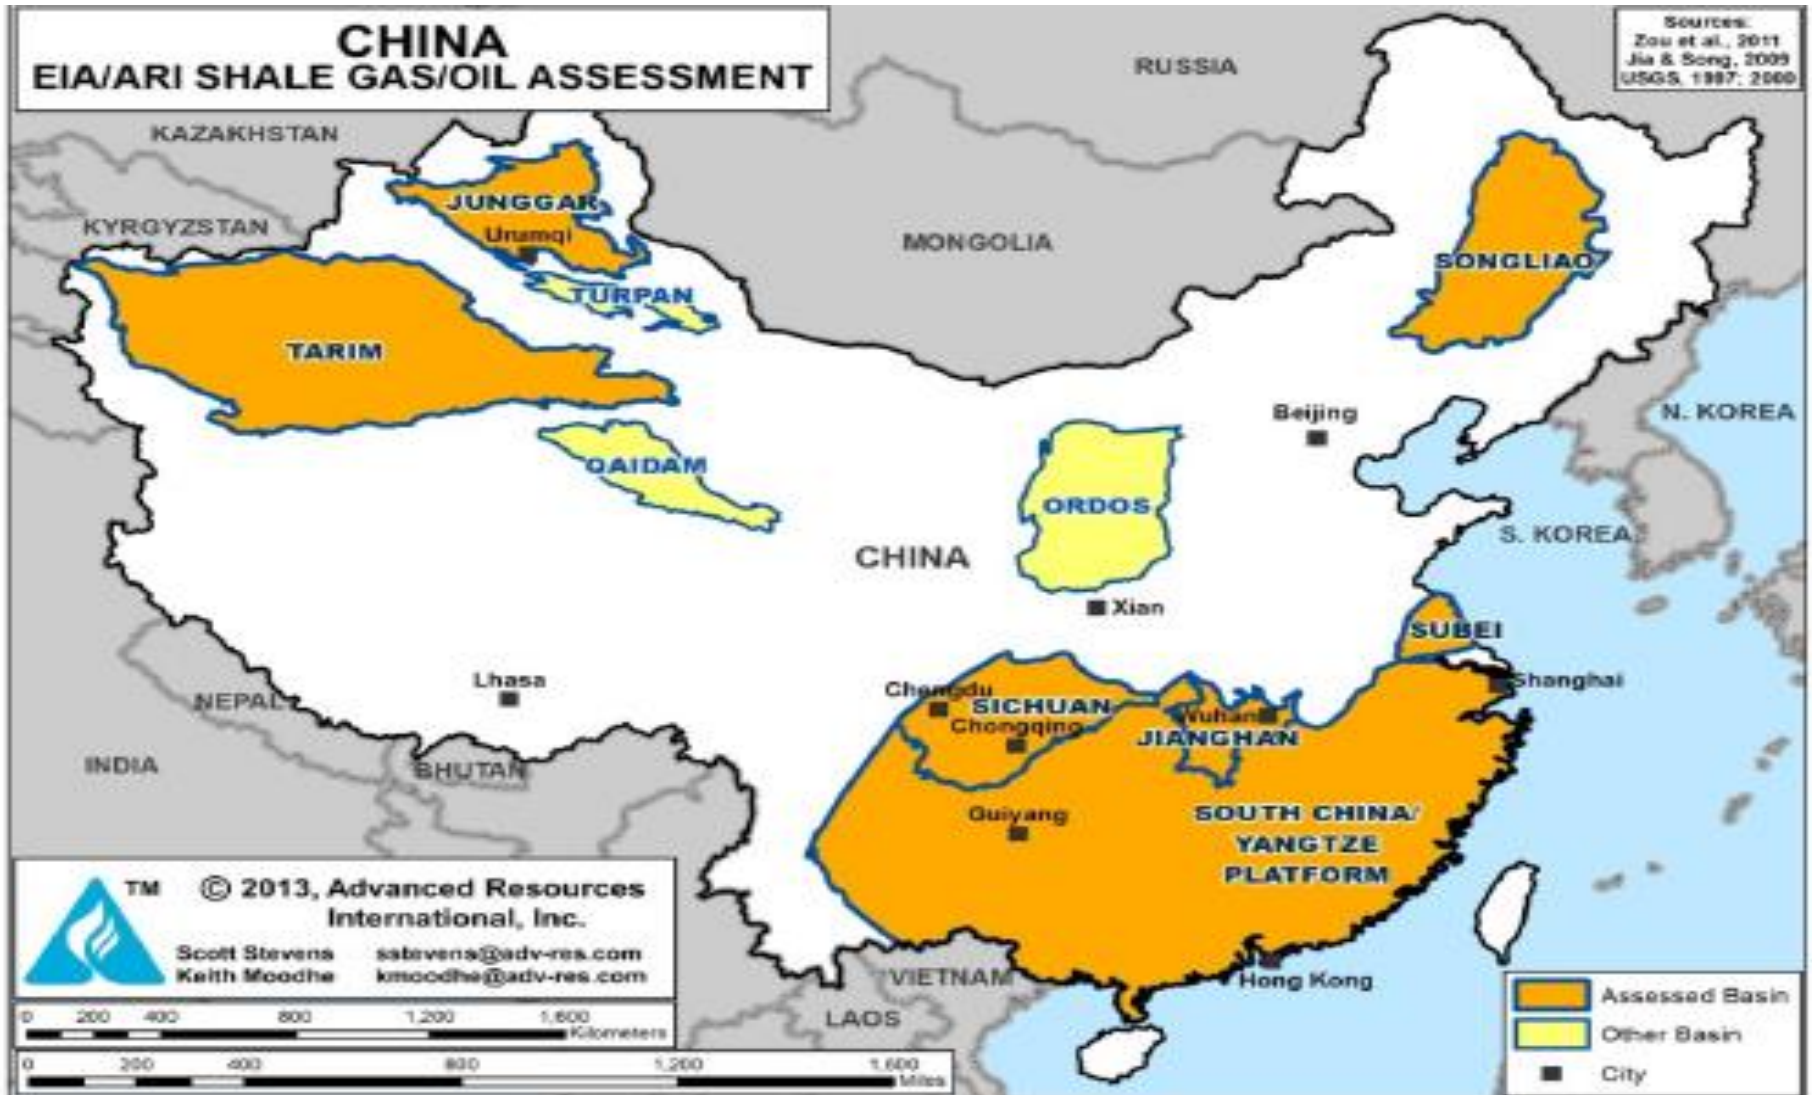 CHINA
EIA/ARI SHALE GAS/OIL ASSESSMENT
Sources:
Zou et al., 2011
Jia & Song, 2009
USGS, 1997; 2000
RUSSIA
KAZAKHSTAN
JUNGGAR
KYRGYZSTAN
Urumqi
MONGOLIA
SONGLIAO
TURPAN
TARIM
Beijing
N. KOREA
QAIDAM
ORDOS
S. KOREA
CHINA
Xian
SUBEI
Lhasa
Shanghai
NEPAL
Chengdu
SICHUAN
Wuhan
Chongqing
JIANGHAN
INDIA
BHUTAN
Guiyang
SOUTH CHINA/
YANGTZE
PLATFORM
TM © 2013, Advanced Resources
International, Inc.
Scott Stevens sstevens@adv-res.com
Keith Moodhe kmoodhe@adv-res.com
VIETNAM
Hong Kong
LAOS
Assessed Basin
Other Basin
City
0 200 400 800 1,200 1,600
Kilometers
0 200 400 800 1,200 1,600
Miles